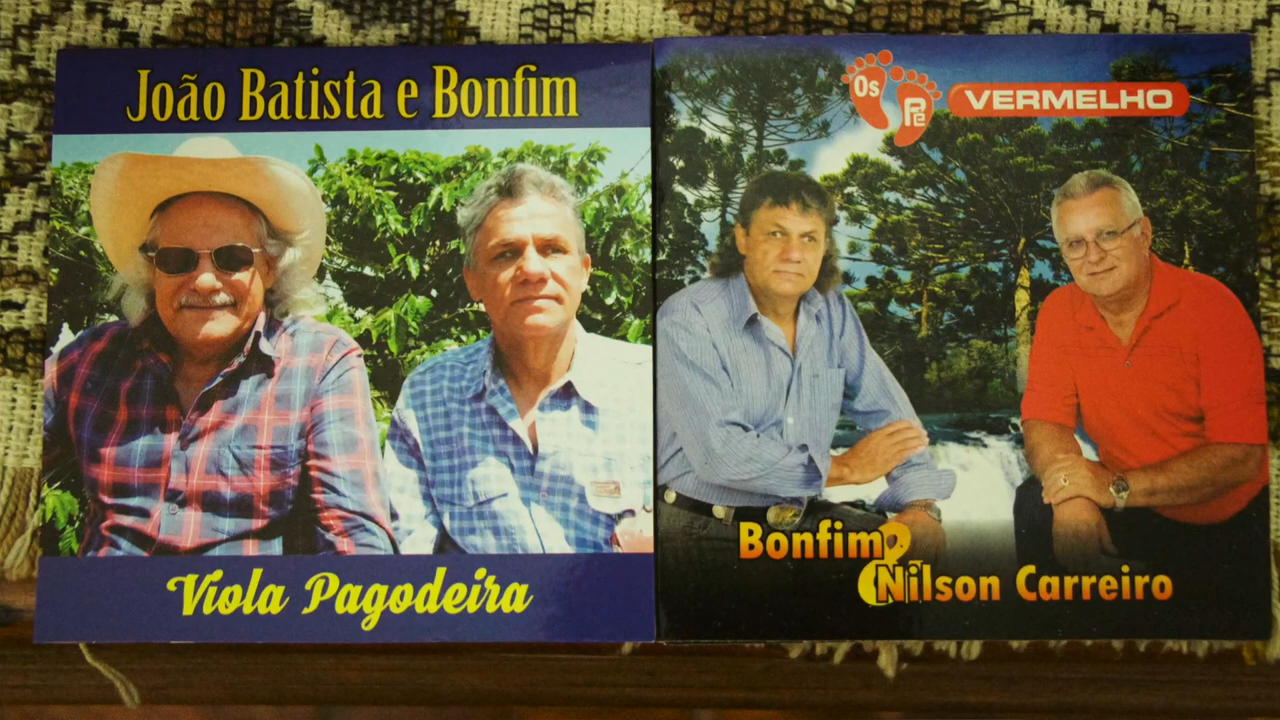 João Batista e Bonfim
Viola Pagodeira
Os Pé VERMELHO
Bonfim &
Nilson Carreiro